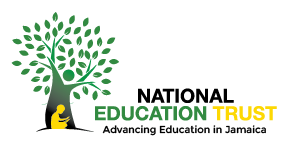 NATIONAL
EDUCATION TRUST
Advancing Education in Jamaica